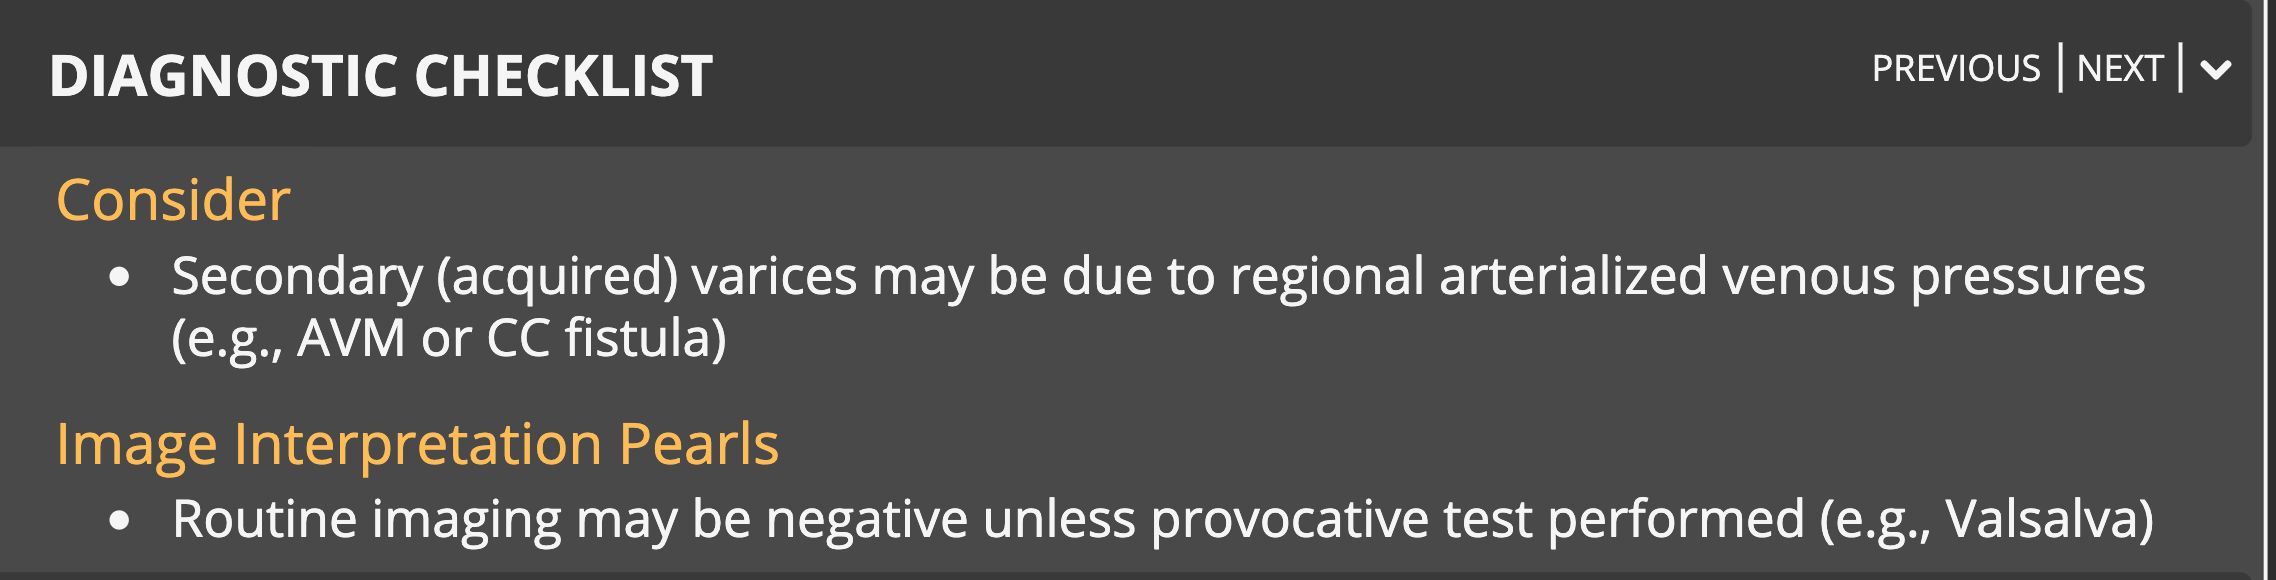 DIAGNOSTIC CHECKLIST
PREVIOUS | NEXT |
Consider
• Secondary (acquired) varices may be due to regional arterialized venous pressures
(e.g., AVM or CC fistula)
Image Interpretation Pearls
• Routine imaging may be negative unless provocative test performed (e.g., Valsalva)